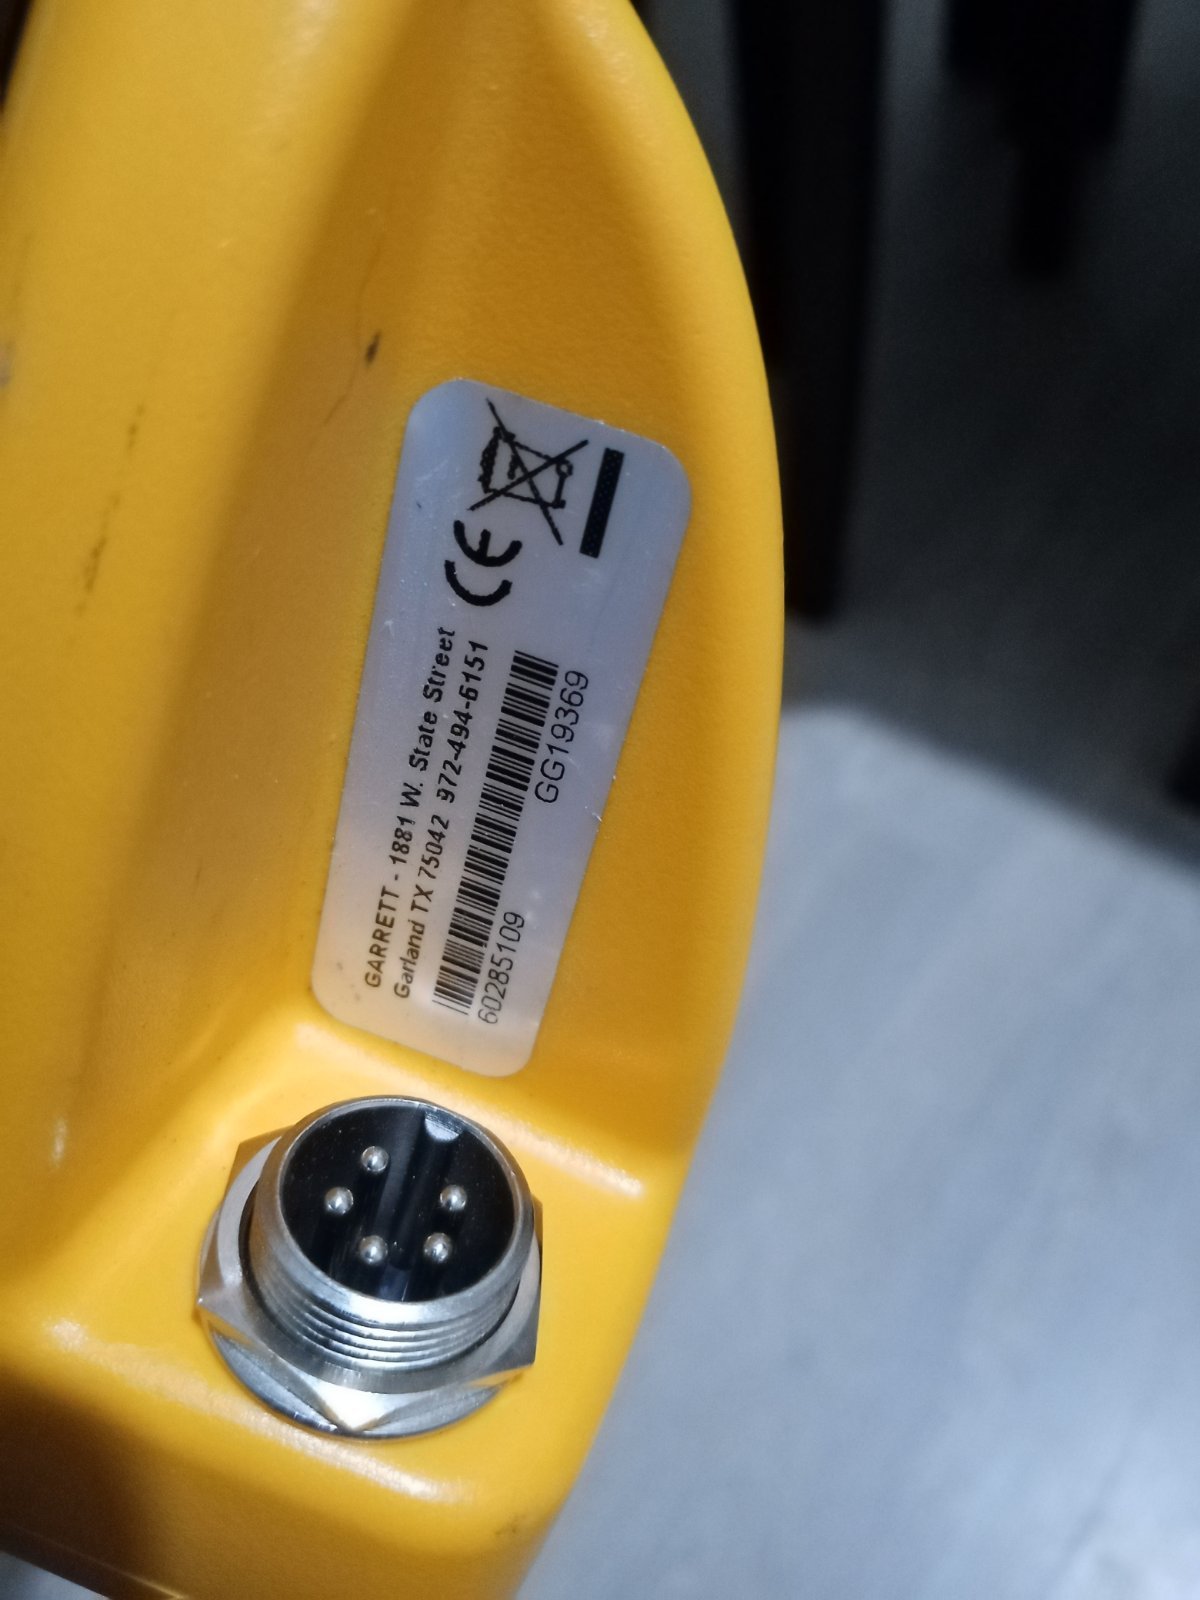 GARRETT - 1881 W. State Street
Garland TX 75042 972-494-6151
CE
60285109
GG19369